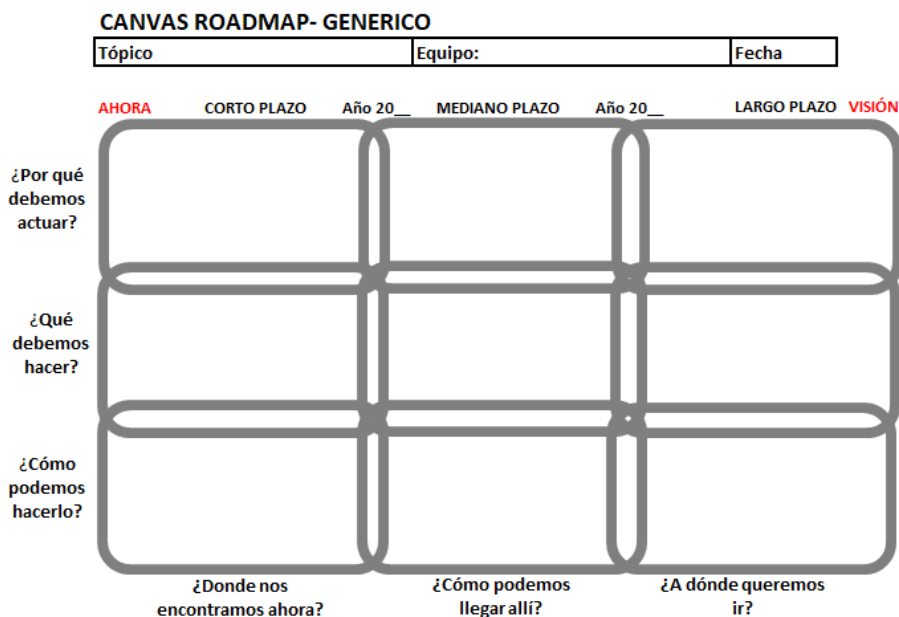 CANVAS ROADMAP- GENERICO
Tópico Equipo: Fecha
AHORA CORTO PLAZO Año 20__ MEDIANO PLAZO Año 20__ LARGO PLAZO VISIÓN
¿Por qué
debemos
actuar?
¿Qué
debemos
hacer?
¿Cómo
podemos
hacerlo?
¿Donde nos
encontramos ahora?
¿Cómo podemos
llegar allí?
¿A dónde queremos
ir?